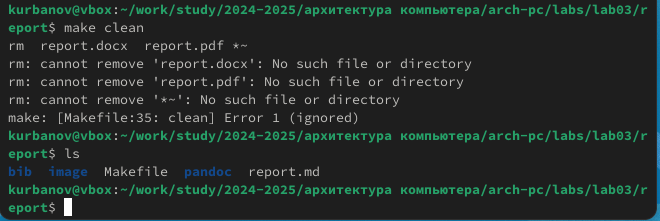 kurbanov@vbox:~/work/study/2024-2025/архитектура компьютера/arch-pc/labs/lab03/r
eport$ make clean
rm  report.docx  report.pdf *~
rm: cannot remove 'report.docx': No such file or directory
rm: cannot remove 'report.pdf': No such file or directory
rm: cannot remove '*~': No such file or directory
make: [Makefile:35: clean] Error 1 (ignored)
kurbanov@vbox:~/work/study/2024-2025/архитектура компьютера/arch-pc/labs/lab03/r
eport$ ls
bib  image  Makefile  pandoc  report.md
kurbanov@vbox:~/work/study/2024-2025/архитектура компьютера/arch-pc/labs/lab03/r
eport$